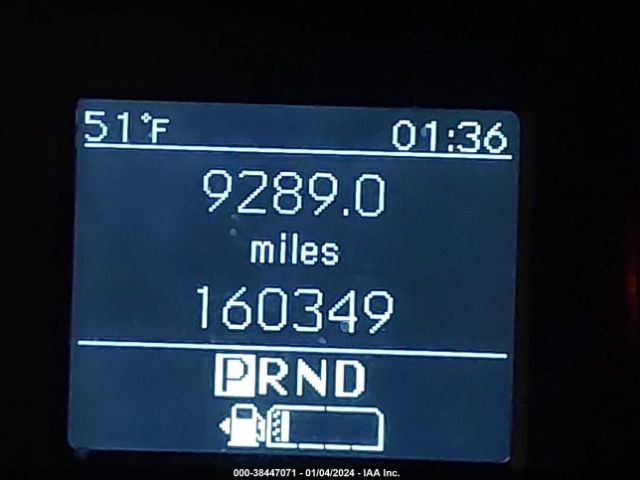 51°F 01:36
9289.0
miles
160349
PRND
000-38447071 - 01/04/2024 - IAA Inc.